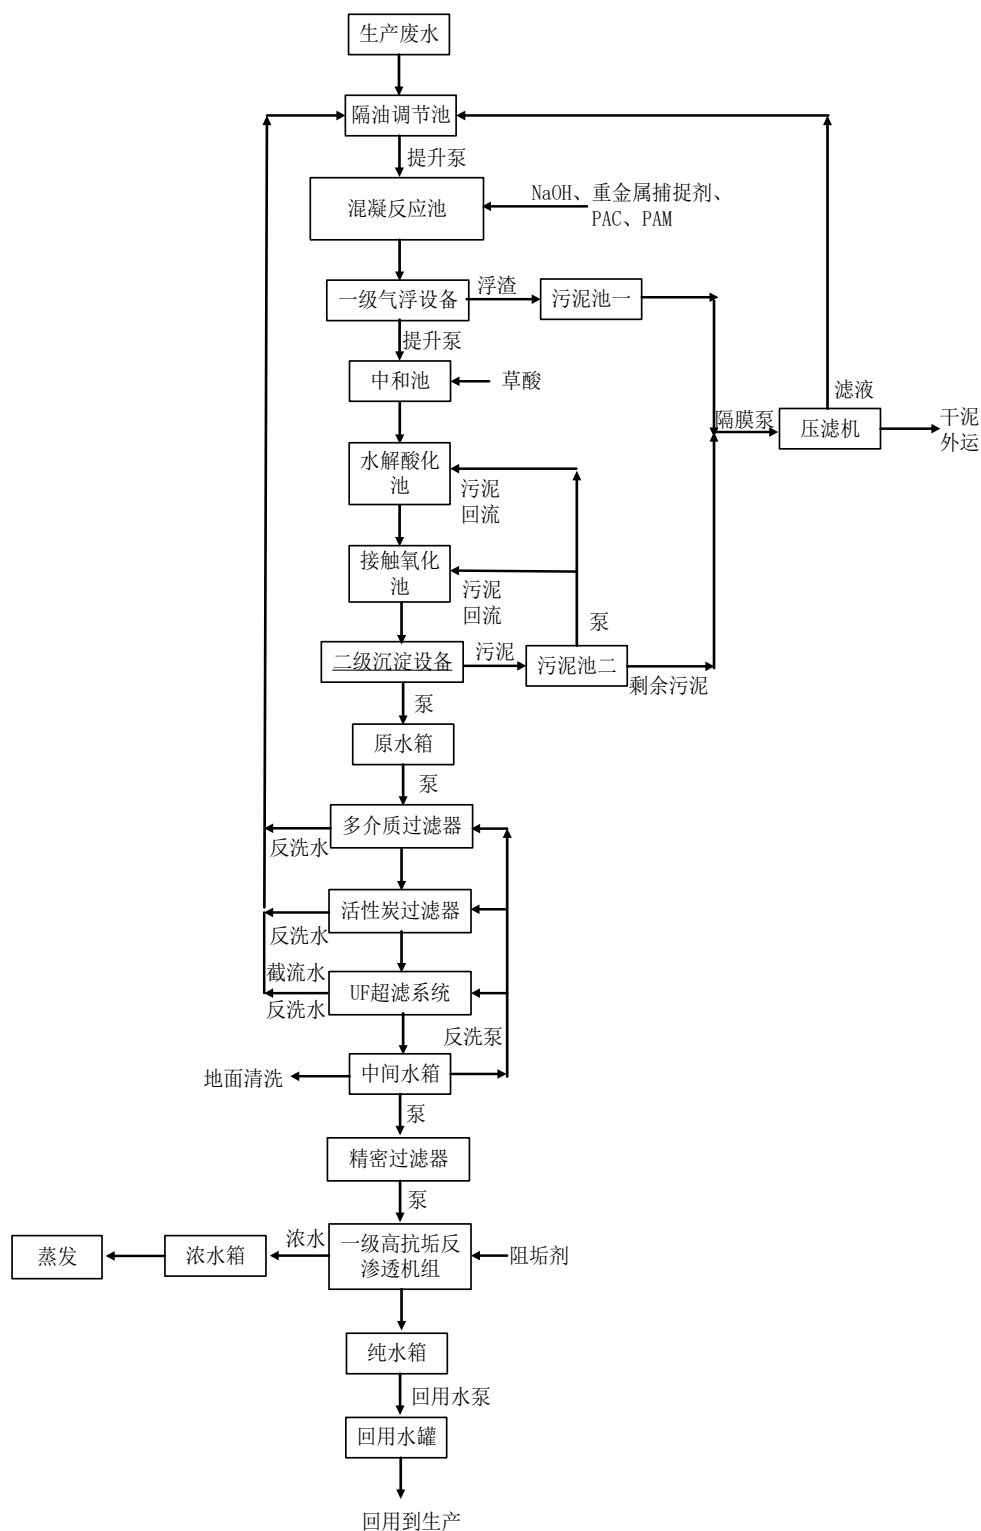 生产废水
隔油调节池
提升泵
混凝反应池
NaOH、重金属捕捉剂、
PAC、PAM
一级气浮设备
浮渣
污泥池一
提升泵
中和池
草酸
隔膜泵
压滤机
滤液
干泥
外运
水解酸化
池
污泥
回流
接触氧化
池
污泥
回流
泵
二级沉淀设备
污泥
污泥池二
剩余污泥
泵
原水箱
泵
多介质过滤器
反洗水
活性炭过滤器
反洗水
截流水
UF超滤系统
反洗水
反洗泵
地面清洗
中间水箱
泵
精密过滤器
泵
蒸发
浓水箱
浓水
一级高抗垢反
渗透机组
阻垢剂
纯水箱
回用水泵
回用水罐
回用到生产